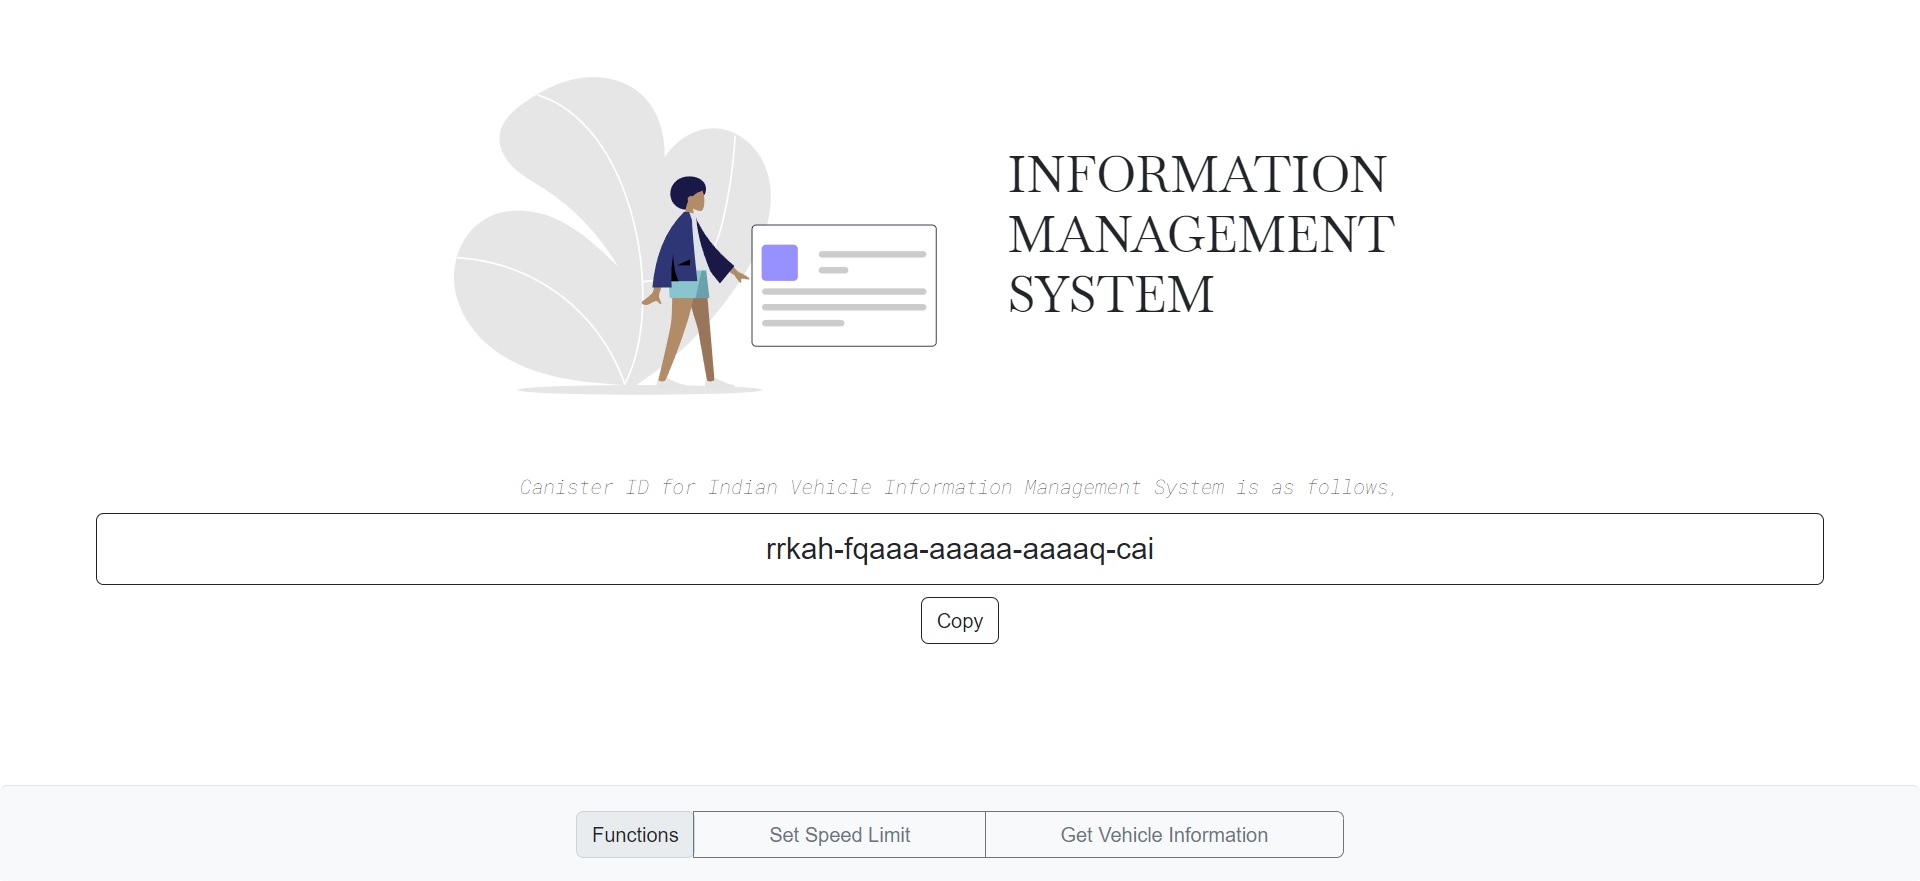 INFORMATION
MANAGEMENT
SYSTEM
Canister ID for Indian Vehicle Information Management System is as follows,
rrkah-fqaaa-aaaaa-aaaaq-cai
Copy
Functions
Set Speed Limit
Get Vehicle Information